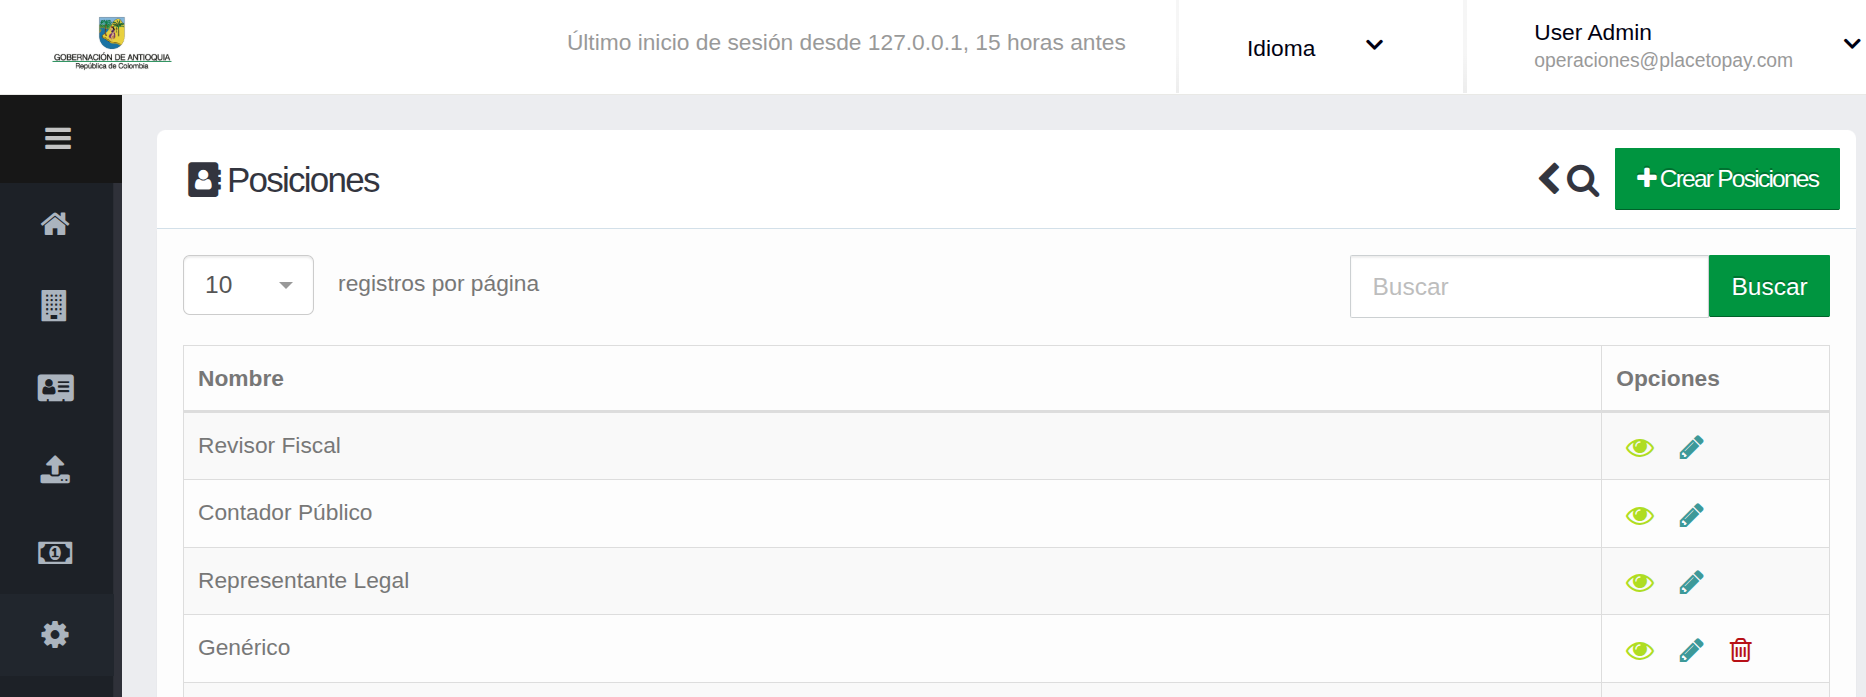 GOBERNACIÓN DE ANTIOQUIA
República de Colombia
Último inicio de sesión desde 127.0.0.1, 15 horas antes
Idioma
User Admin
operaciones@placetopay.com
Posiciones
Crear Posiciones
10
registros por página
Buscar
Buscar
Nombre
Opciones
Revisor Fiscal
Contador Público
Representante Legal
Genérico